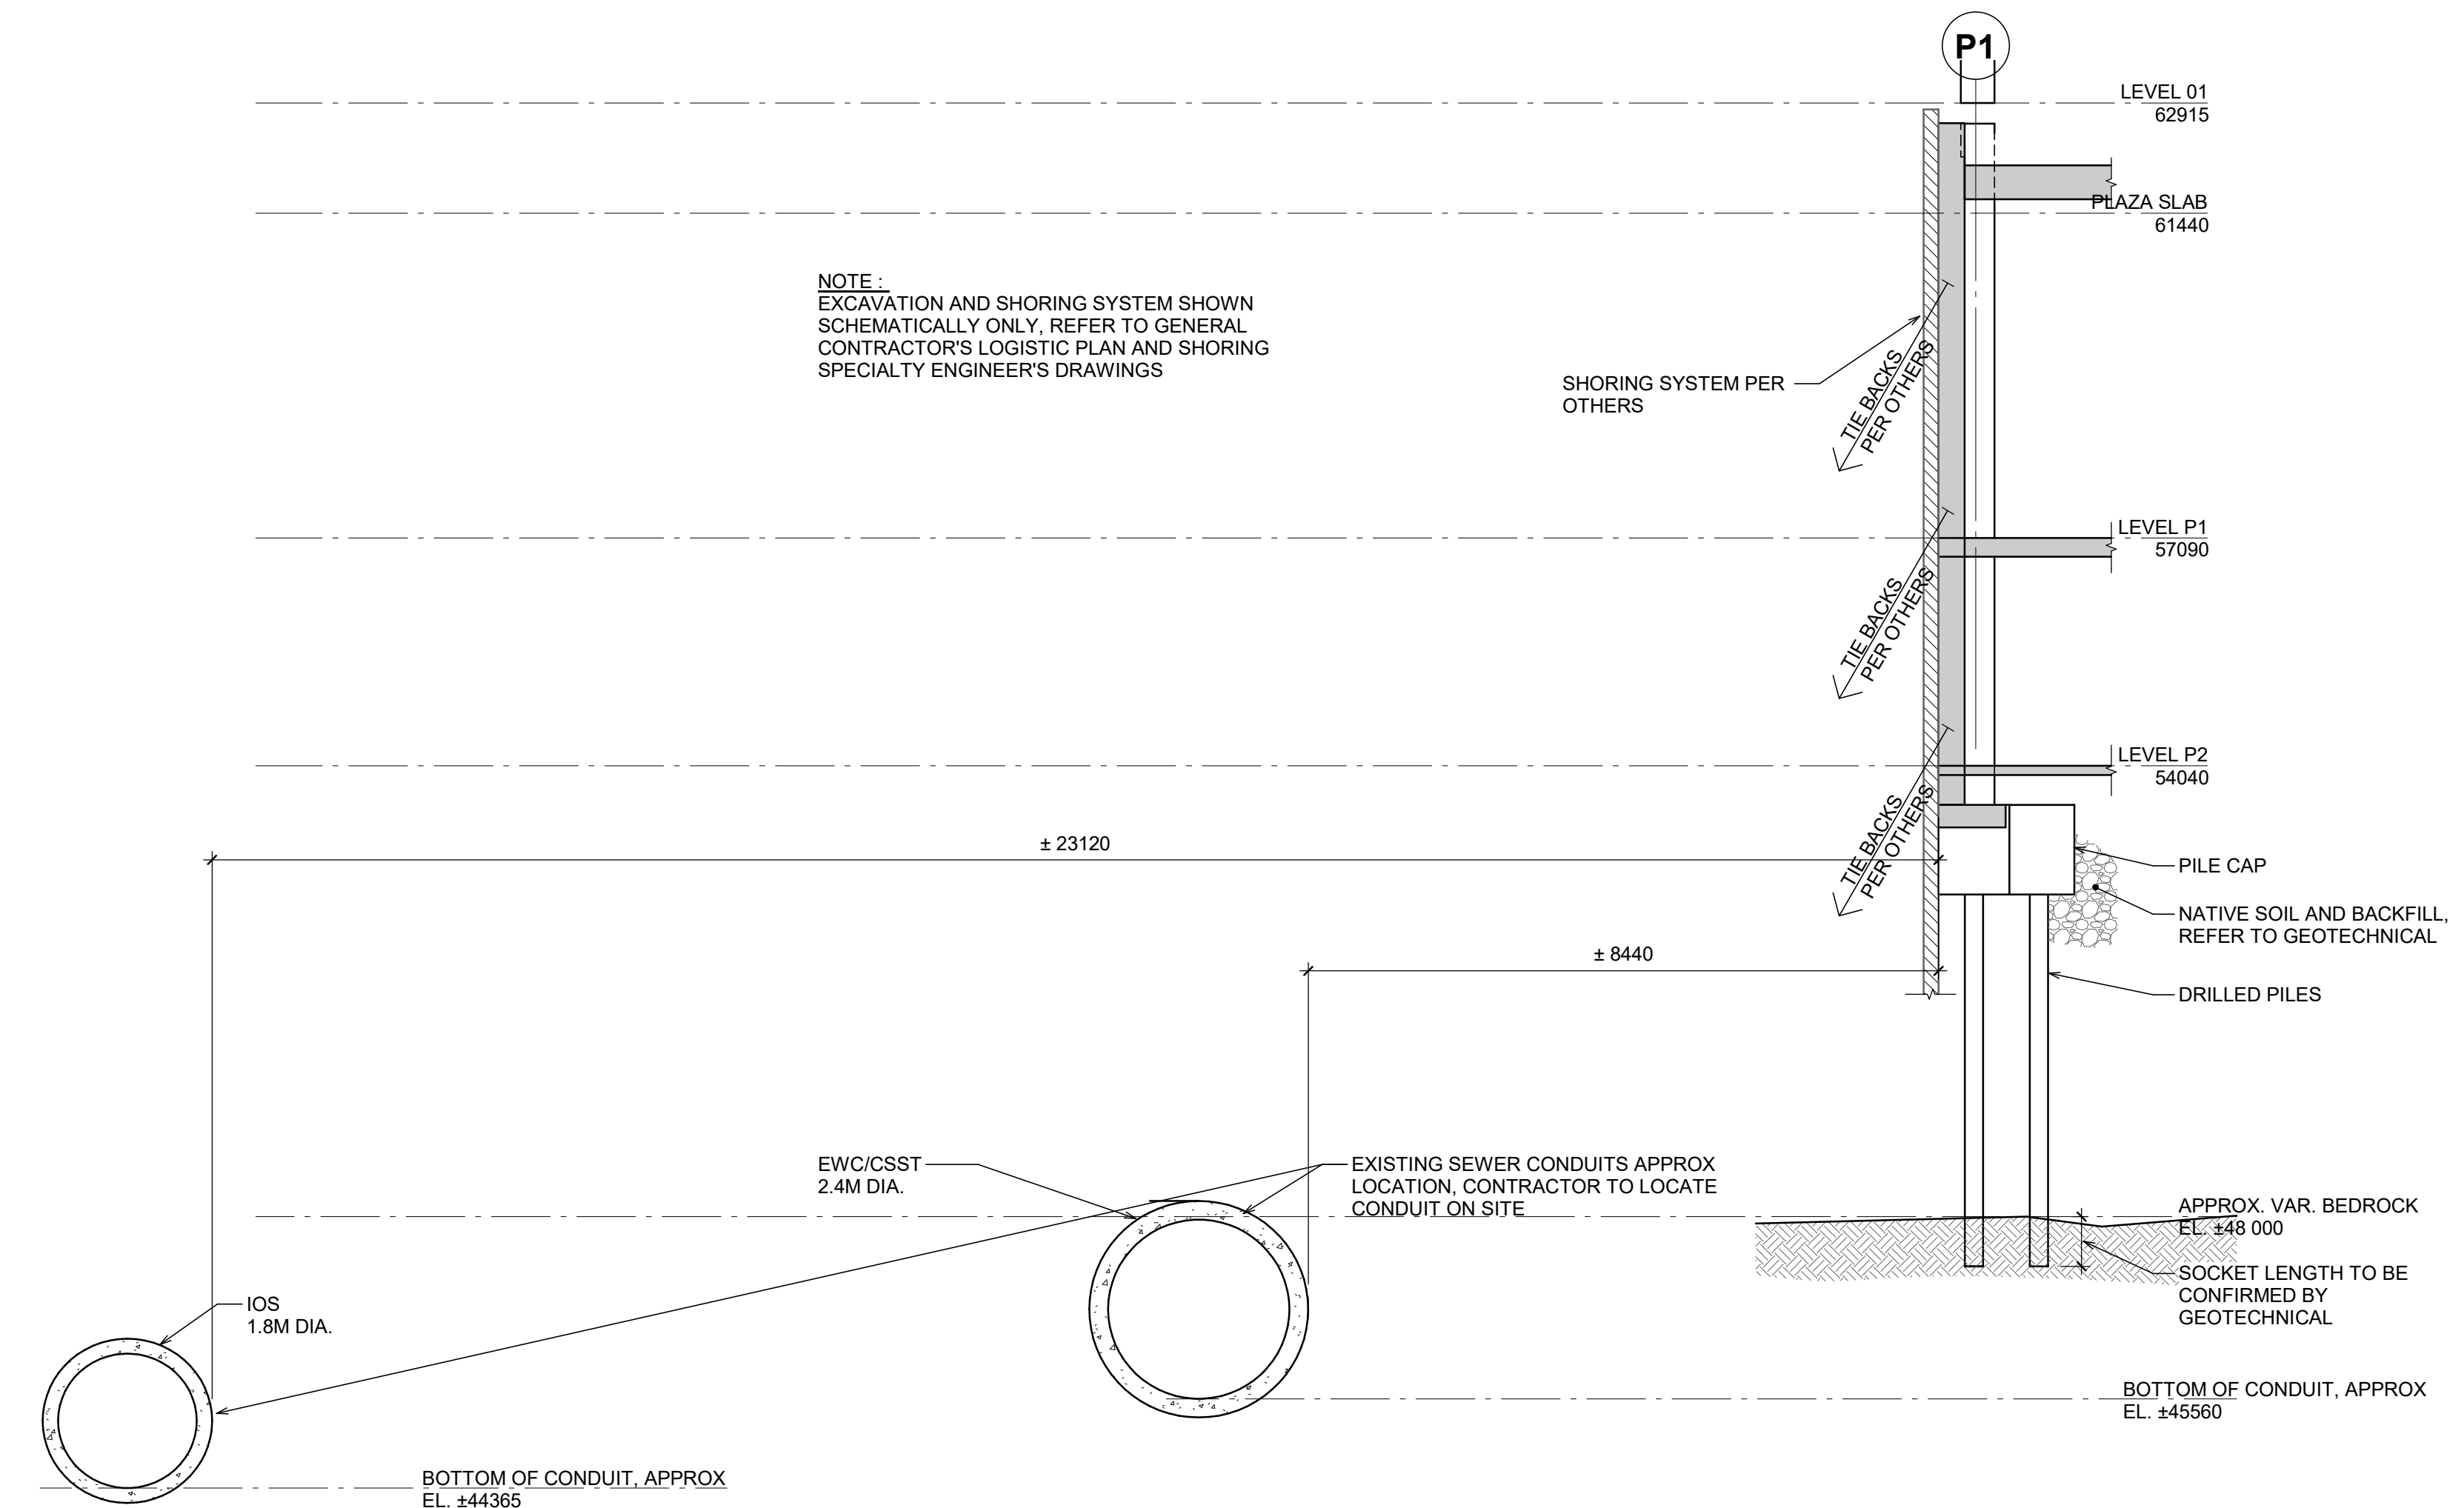 P1
LEVEL 01
62915
PLAZA SLAB
61440
NOTE :
EXCAVATION AND SHORING SYSTEM SHOWN
SCHEMATICALLY ONLY, REFER TO GENERAL
CONTRACTOR'S LOGISTIC PLAN AND SHORING
SPECIALTY ENGINEER'S DRAWINGS
SHORING SYSTEM PER
OTHERS
TIE BACKS
PER OTHERS
LEVEL P1
57090
TIE BACKS
PER OTHERS
LEVEL P2
54040
TIE BACKS
PER OTHERS
± 23120
PILE CAP
NATIVE SOIL AND BACKFILL,
REFER TO GEOTECHNICAL
± 8440
DRILLED PILES
EWC/CSST
2.4M DIA.
EXISTING SEWER CONDUITS APPROX
LOCATION, CONTRACTOR TO LOCATE
CONDUIT ON SITE
APPROX. VAR. BEDROCK
EL. ±48 000
SOCKET LENGTH TO BE
CONFIRMED BY
GEOTECHNICAL
IOS
1.8M DIA.
BOTTOM OF CONDUIT, APPROX
EL. ±45560
BOTTOM OF CONDUIT, APPROX
EL. ±44365